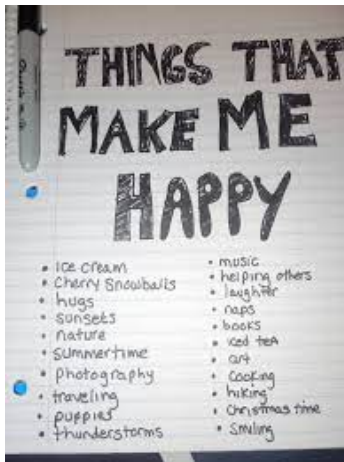 THINGS THAT
MAKE ME
HAPPY
• ice cream
• Cherry Snowballs
• hugs
• sunsets
• nature
• summertime
• photography
• traveling
• puppies
• thunderstorms
• music
• helping others
• laughter
• naps
• books
• iced tea
• art
• cooking
• hiking
• Christmas time
• Smiling